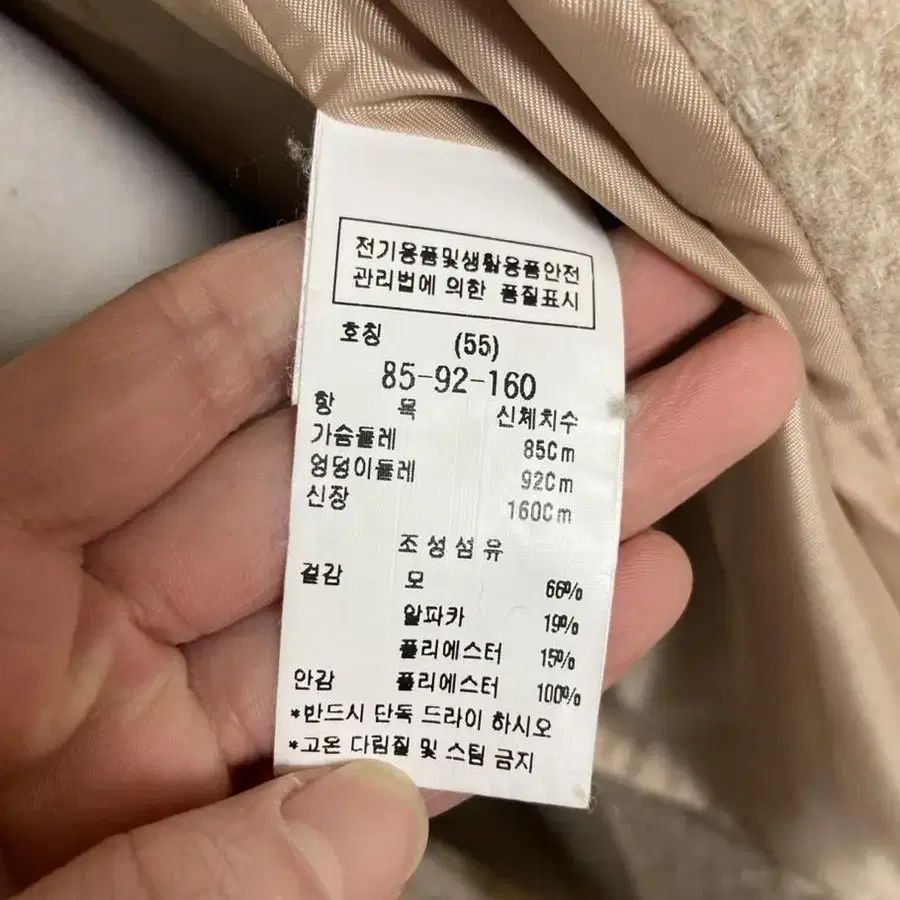 전기용품및생활용품안전
관리법에 의한 품질표시
호칭 (55)
85-92-160
항 목 신체치수
가슴둘레 85Cm
엉덩이둘레 92Cm
신장 160Cm
조성섬유
겉감 모 66%
알파카 19%
폴리에스터 15%
안감 폴리에스터 100%
*반드시 단독 드라이 하시오
*고온 다림질 및 스팀 금지